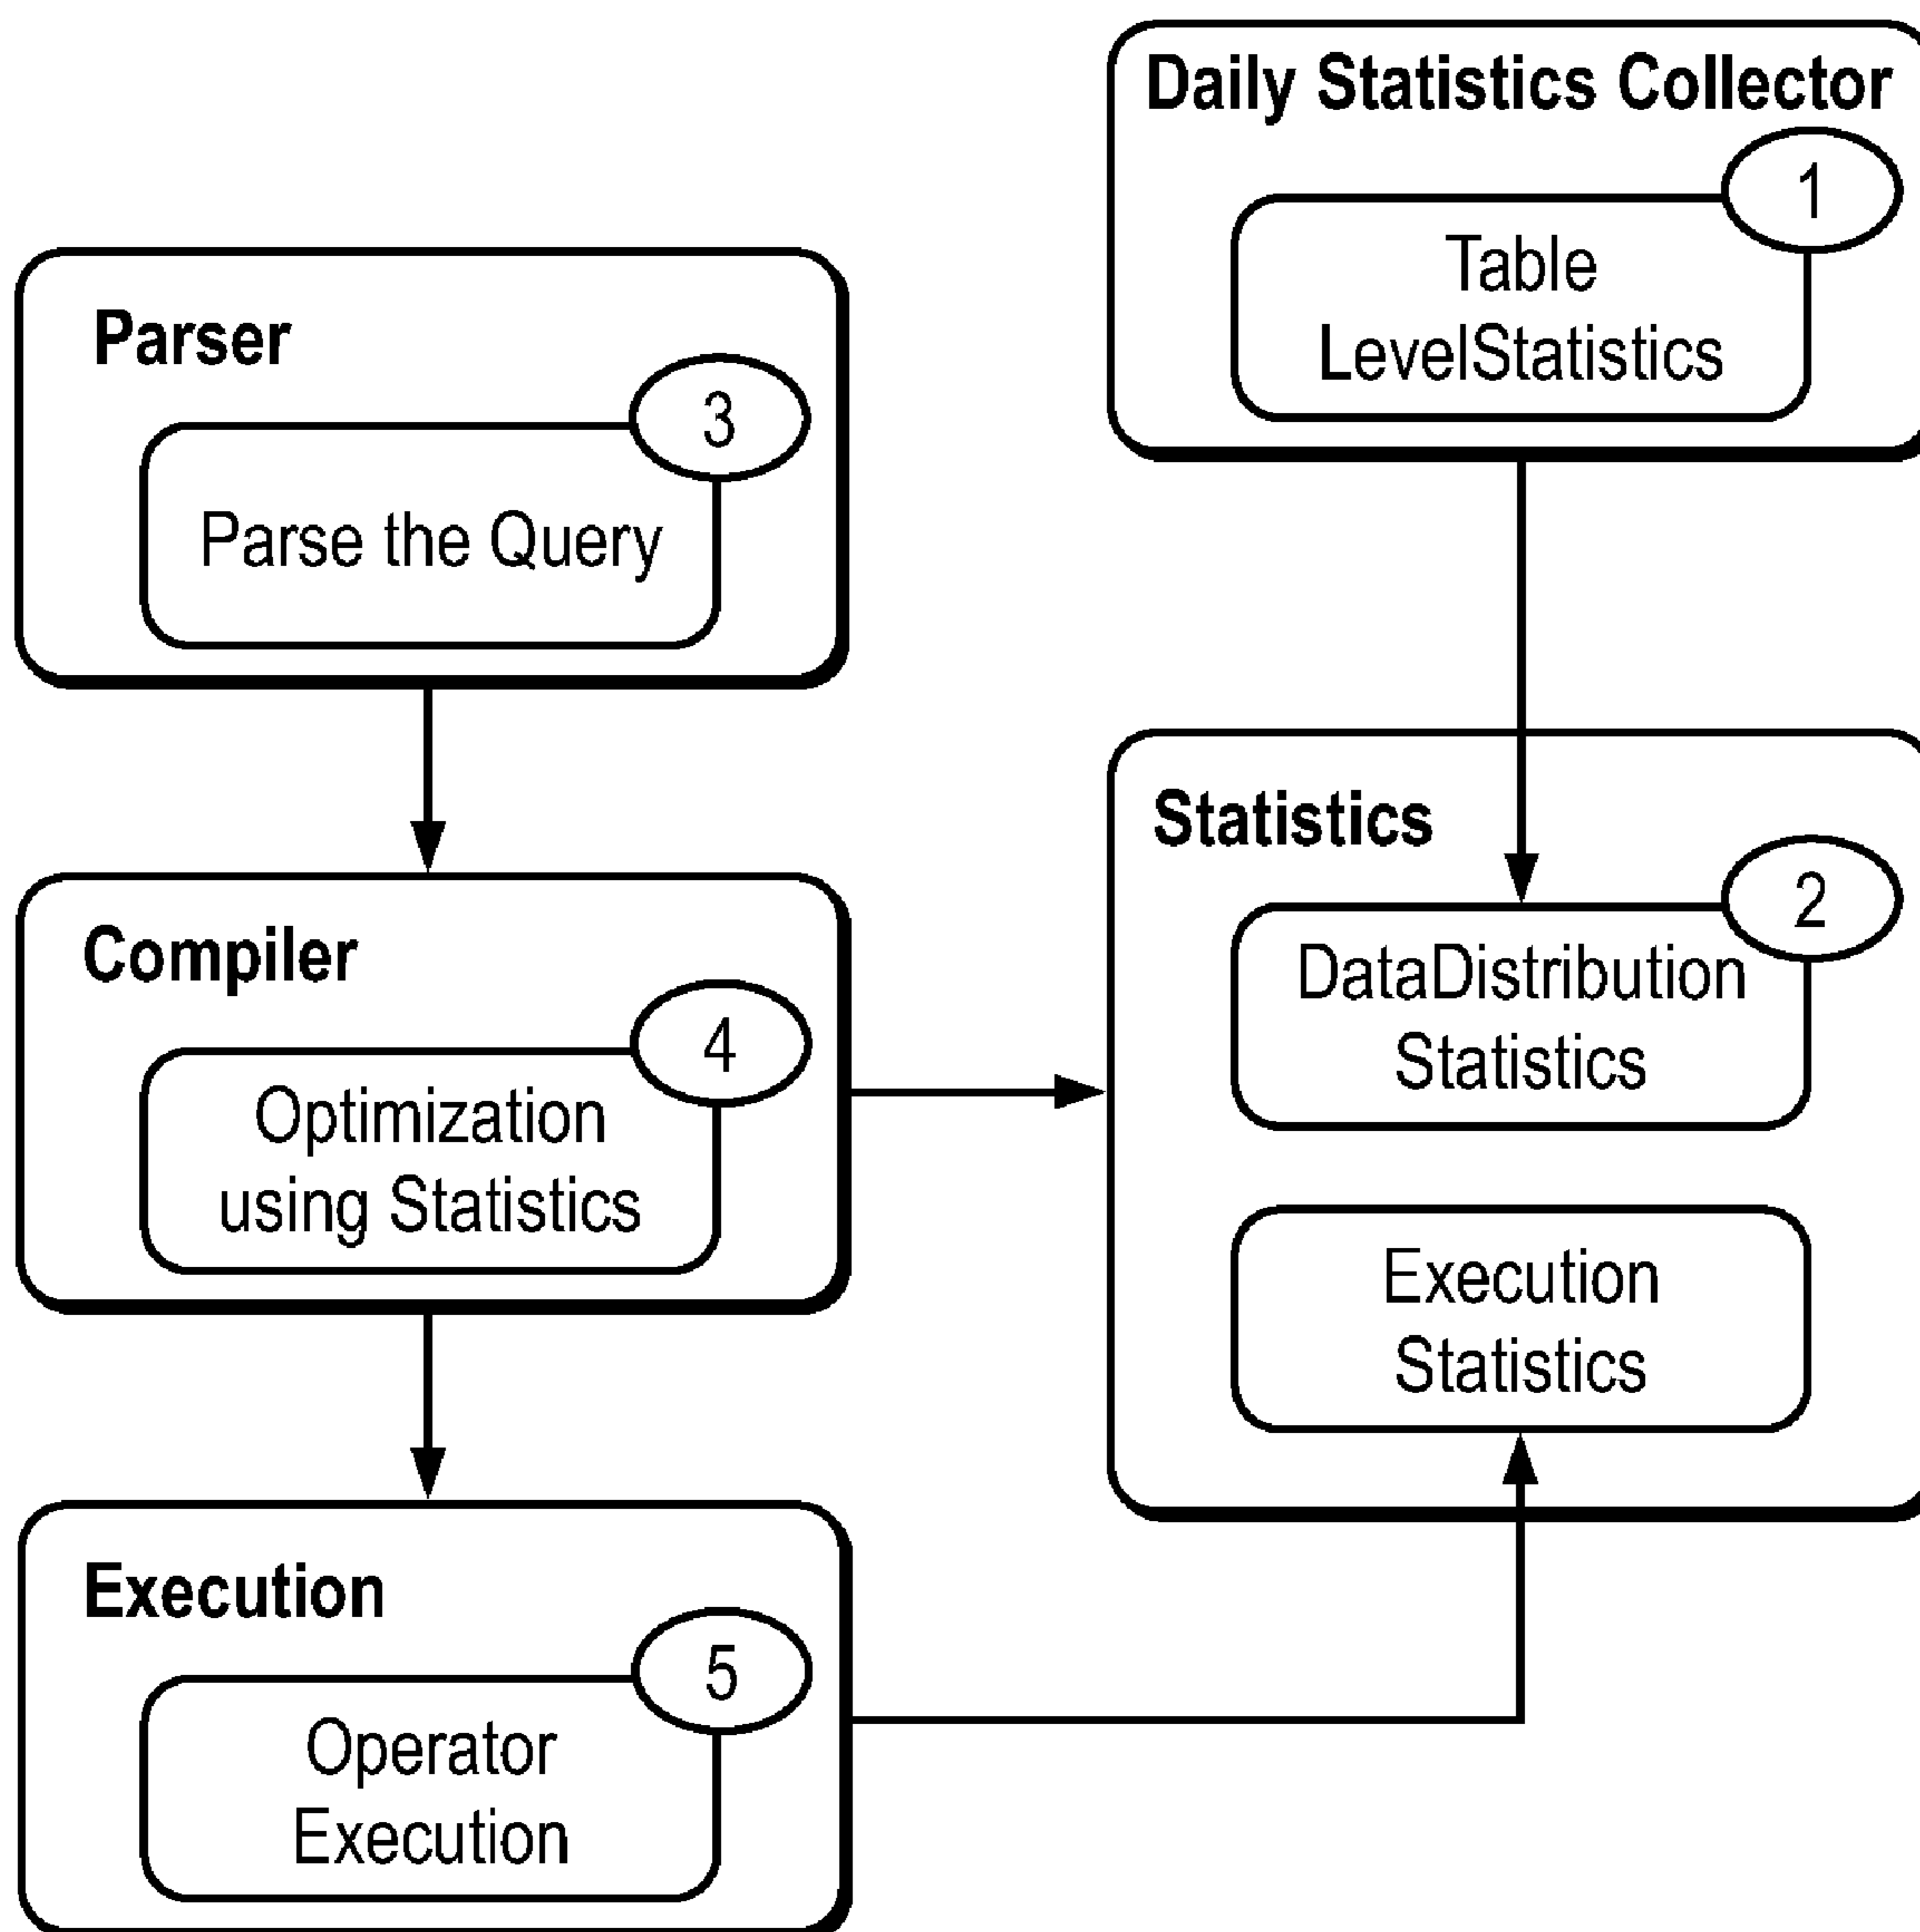 Daily Statistics Collector
1
Table
LevelStatistics
Parser
3
Parse the Query
Statistics
2
DataDistribution
Statistics
Execution
Statistics
Compiler
4
Optimization
using Statistics
Execution
5
Operator
Execution